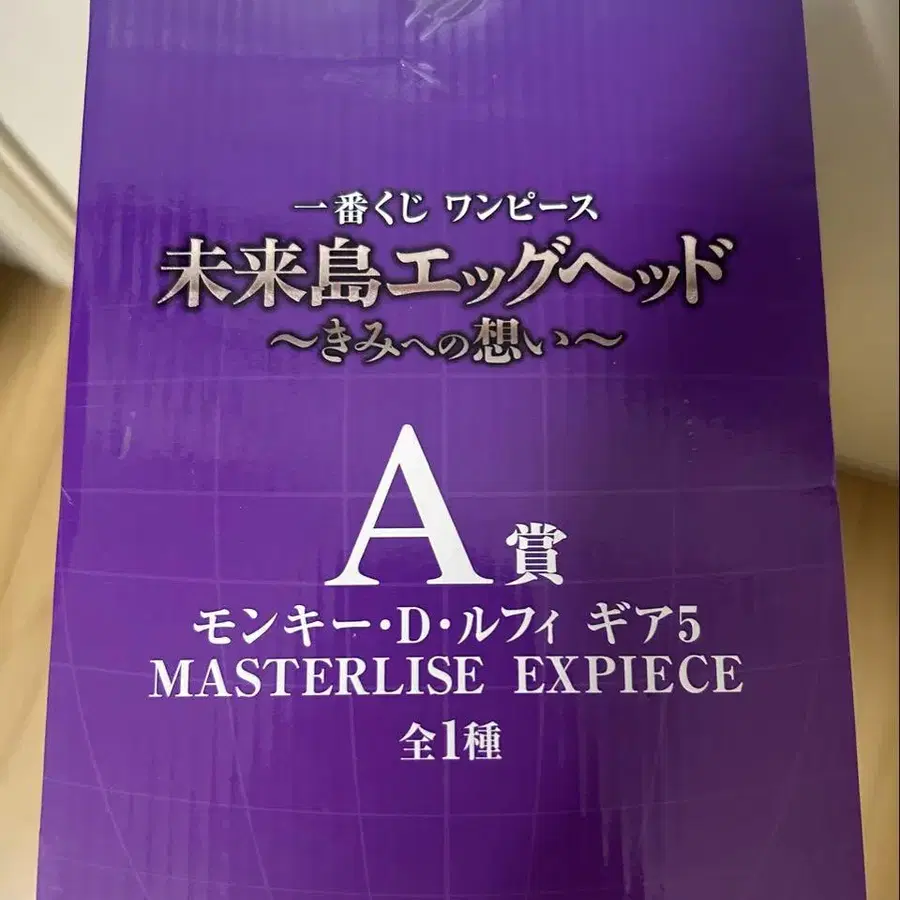 一番くじ ワンピース
未来島エッグヘッド
～きみへの想い～
A賞
モンキー・D・ルフィ ギア5
MASTERLISE EXPIECE
全1種